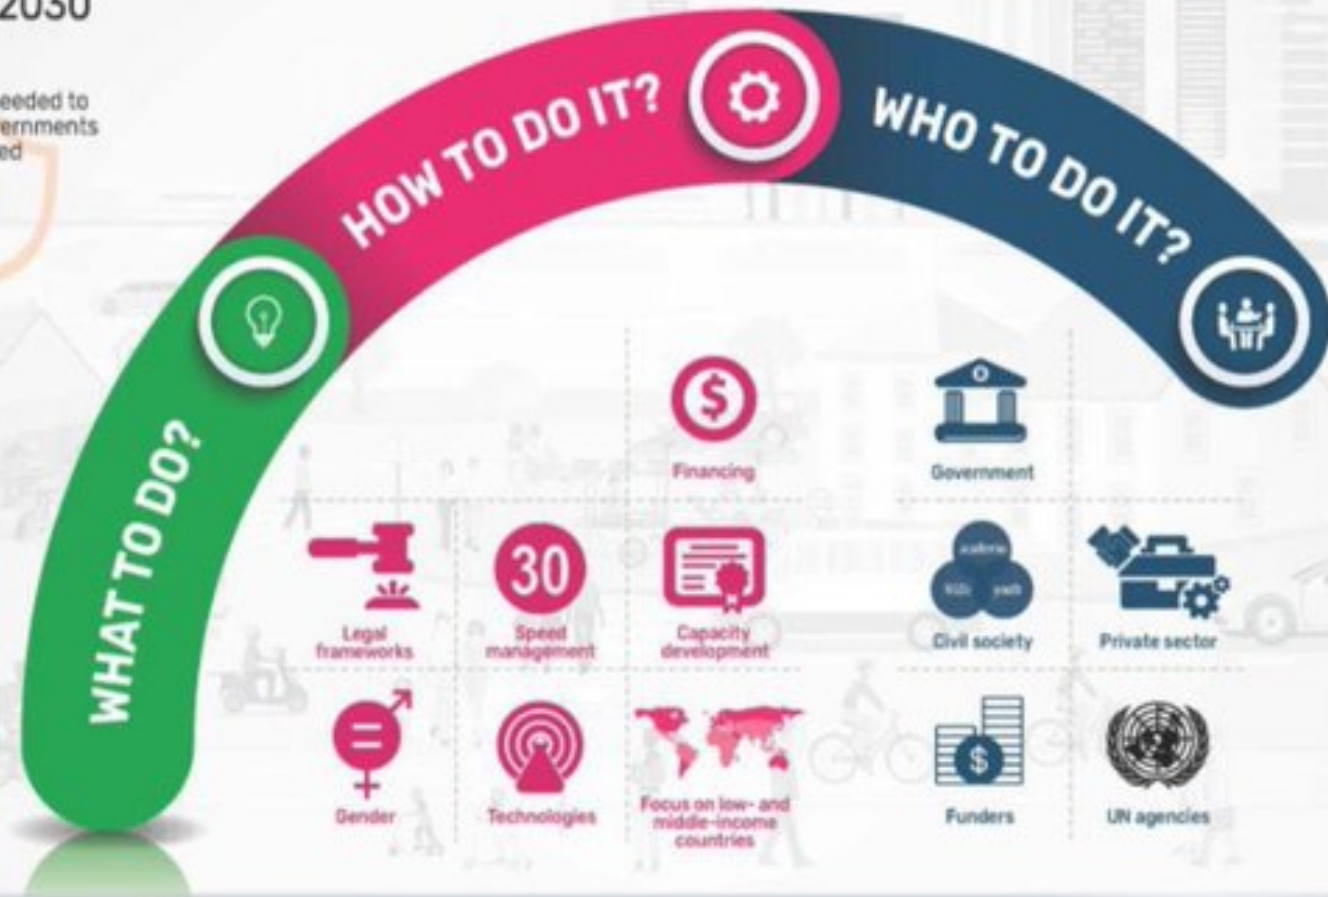 2030
eeded to
ernments
ed
WHAT TO DO?
HOW TO DO IT?
WHO TO DO IT?
Financing
Legal
frameworks
30
Speed
management
Capacity
development
Gender
Technologies
Focus on low- and
middle-income
countries
Government
Civil society
Private sector
Funders
UN agencies